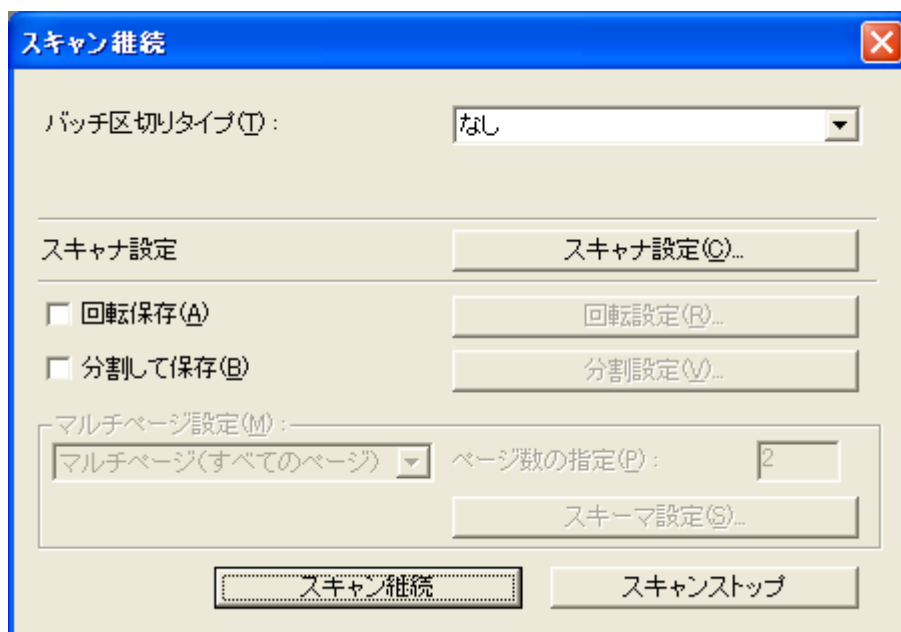 スキャン継続
バッチ区切りタイプ(T): なし
スキャナ設定 スキャナ設定(C)...
回転保存(A) 回転設定(R)...
分割して保存(B) 分割設定(V)...
マルチページ設定(M):
マルチページ(すべてのページ) ページ数の指定(P): 2
スキーマ設定(S)...
スキャン継続 スキャンストップ